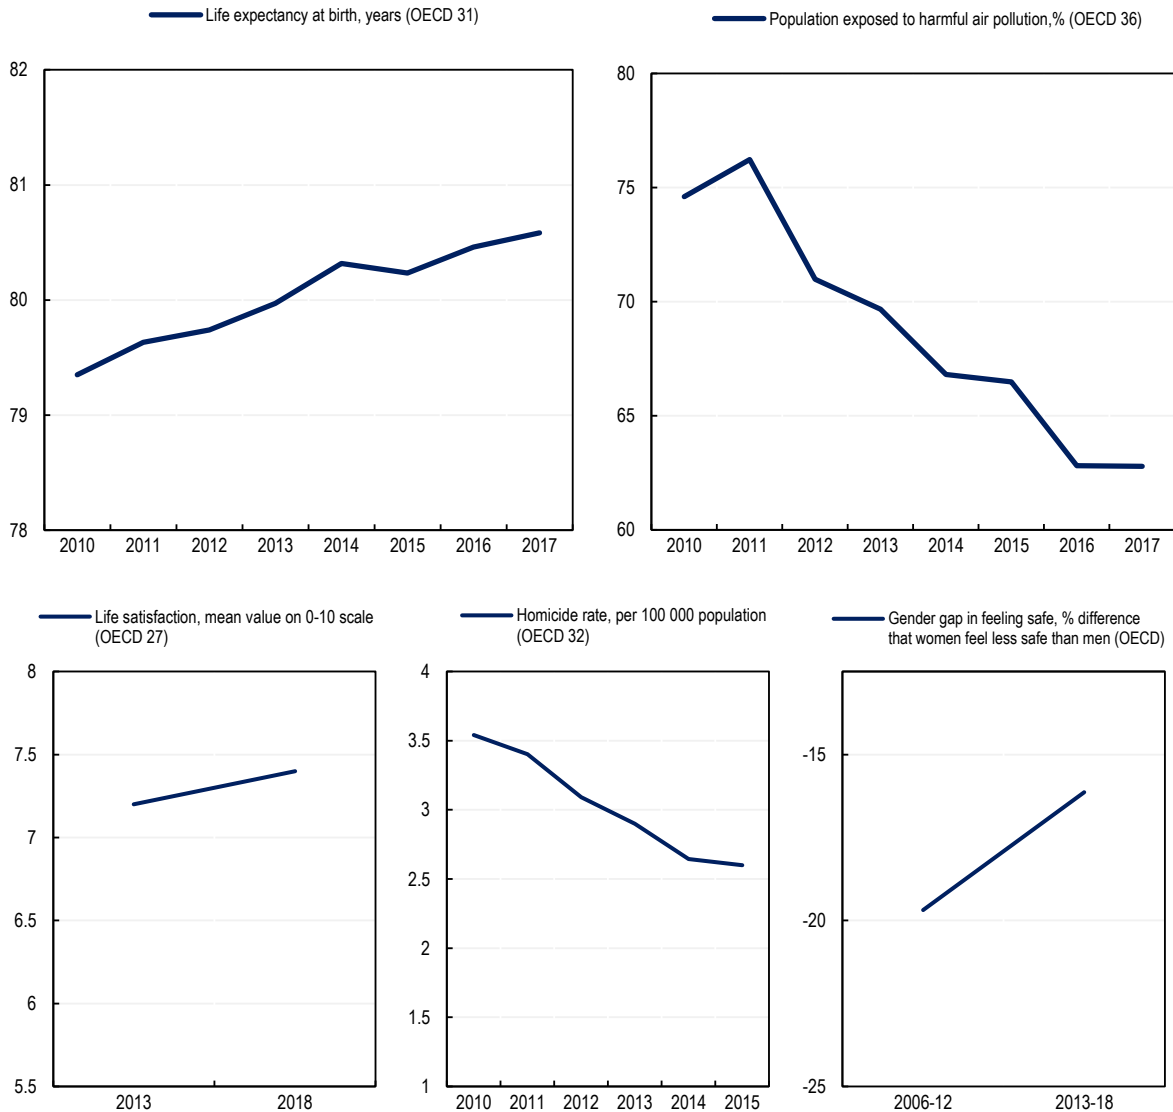 Life expectancy at birth, years (OECD 31)
82
81
80
79
78
2010 2011 2012 2013 2014 2015 2016 2017
Population exposed to harmful air pollution,% (OECD 36)
80
75
70
65
60
2010 2011 2012 2013 2014 2015 2016 2017
Life satisfaction, mean value on 0-10 scale
(OECD 27)
8
7.5
7
6.5
6
5.5
2013 2018
Homicide rate, per 100 000 population
(OECD 32)
4
3.5
3
2.5
2
1.5
1
2010 2011 2012 2013 2014 2015
Gender gap in feeling safe, % difference
that women feel less safe than men (OECD)
-15
-20
-25
2006-12 2013-18